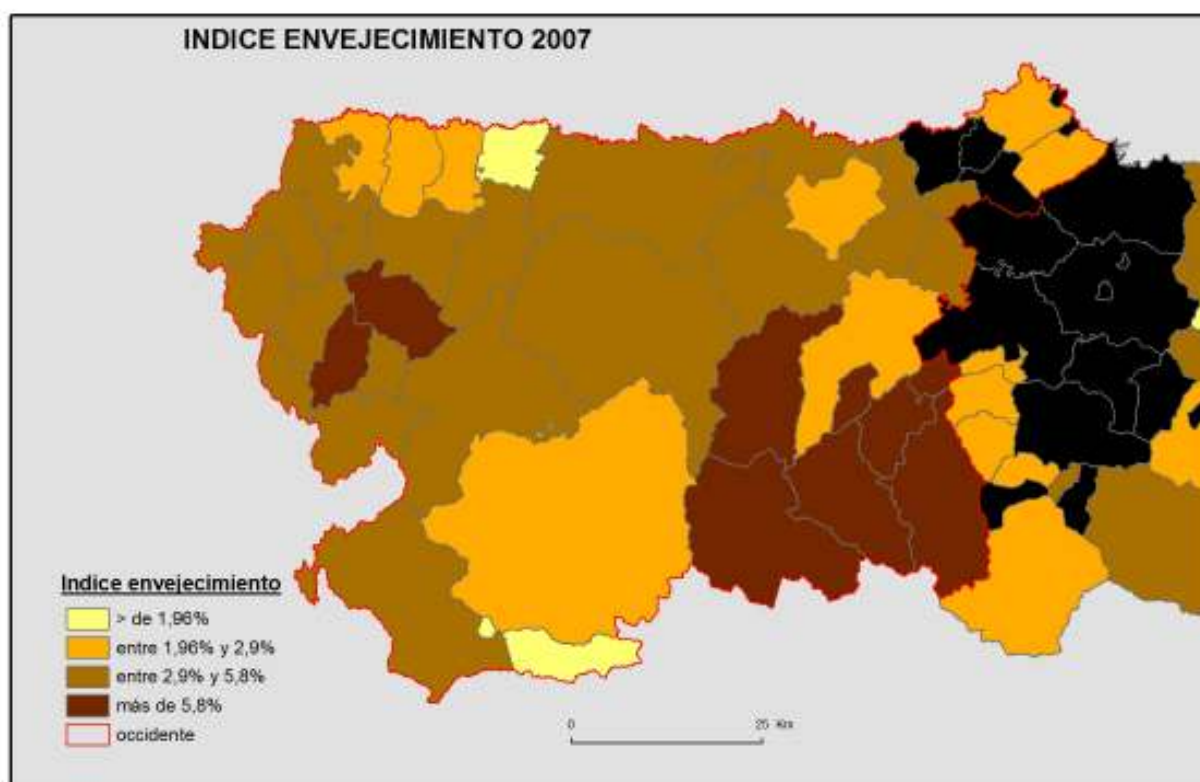 INDICE ENVEJECIMIENTO 2007
Indice envejecimiento
> de 1,96%
entre 1,96% y 2,9%
entre 2,9% y 5,8%
más de 5,8%
occidente
0 25 Km